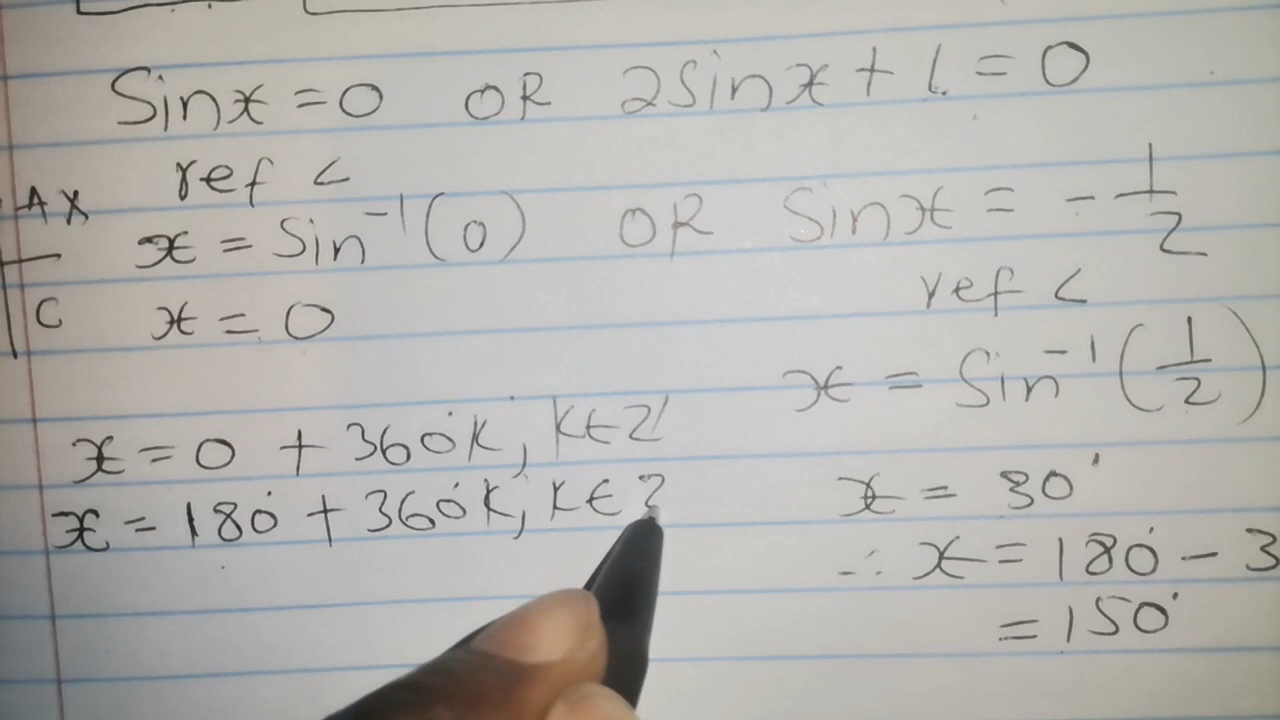 Sinx = 0 OR 2Sinx + 1 = 0
ref <
A X
x = Sin⁻¹(0) OR Sinx = -1/2
ref <
C
x = 0
x = Sin⁻¹(1/2)
x = 0 + 360°K, K∈Z
x = 30°
x = 180° + 360°K, K∈
∴ x = 180° - 3
= 150°